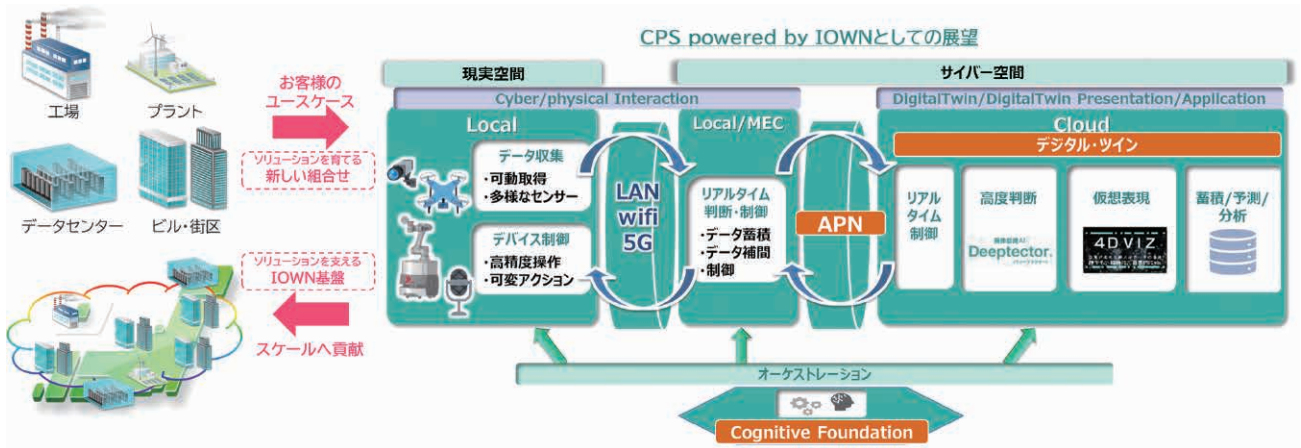 CPS powered by IOWNとしての展望
工場
プラント
データセンター
ビル・街区
お客様の
ユースケース
ソリューションを育てる
新しい組合せ
ソリューションを支える
IOWN基盤
スケールへ貢献
現実空間
サイバー空間
Cyber/physical Interaction
DigitalTwin/DigitalTwin Presentation/Application
Local
データ収集
・可動取得
・多様なセンサー
デバイス制御
・高精度操作
・可変アクション
LAN
wifi
5G
Local/MEC
リアルタイム
判断・制御
・データ蓄積
・データ補間
・制御
APN
Cloud
デジタル・ツイン
リアル
タイム
制御
高度判断
Deeptector.
仮想表現
4D VIZ
蓄積/予測/
分析
オーケストレーション
Cognitive Foundation